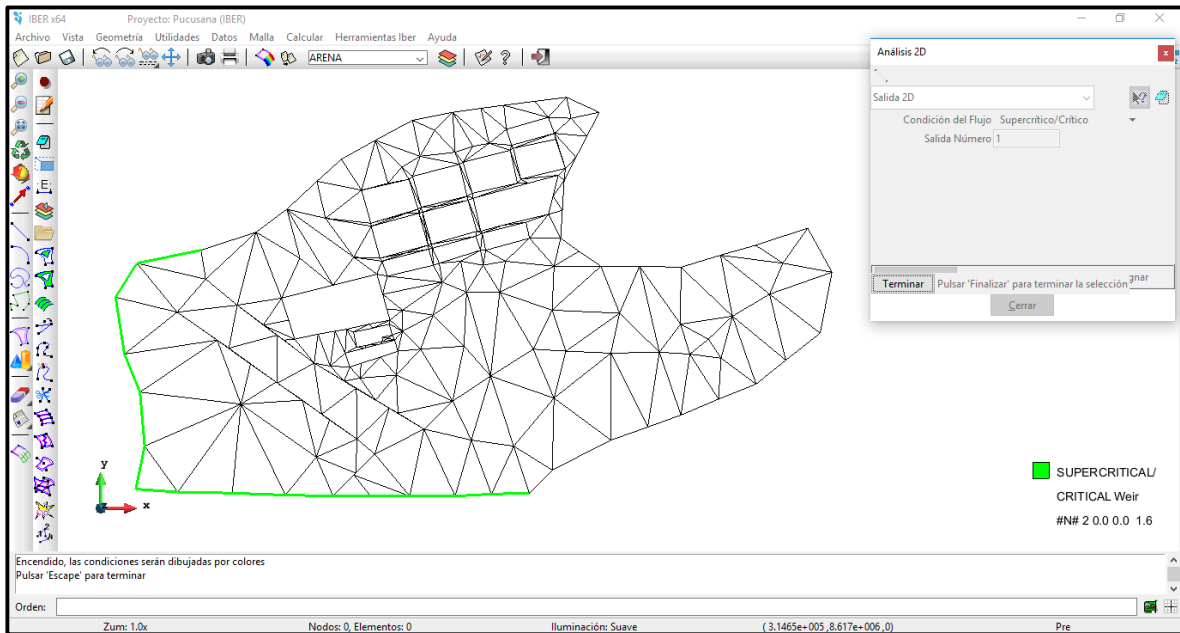 IBER x64 Proyecto: Pucusana (IBER)
Archivo Vista Geometría Utilidades Datos Malla Calcular Herramientas Iber Ayuda
ARENA
Análisis 2D
Salida 2D
Condición del Flujo Supercrítico/Crítico
Salida Número 1
Terminar Pulsar 'Finalizar' para terminar la selección gnar
Cerrar
E
y
x
2
SUPERCRITICAL/
CRITICAL Weir
#N# 2 0.0 0.0 1.6
Encendido, las condiciones serán dibujadas por colores
Pulsar 'Escape' para terminar
Orden:
Zum: 1.0x Nodos: 0, Elementos: 0 Iluminación: Suave ( 3.1465e+005 ,8.617e+006 ,0) Pre